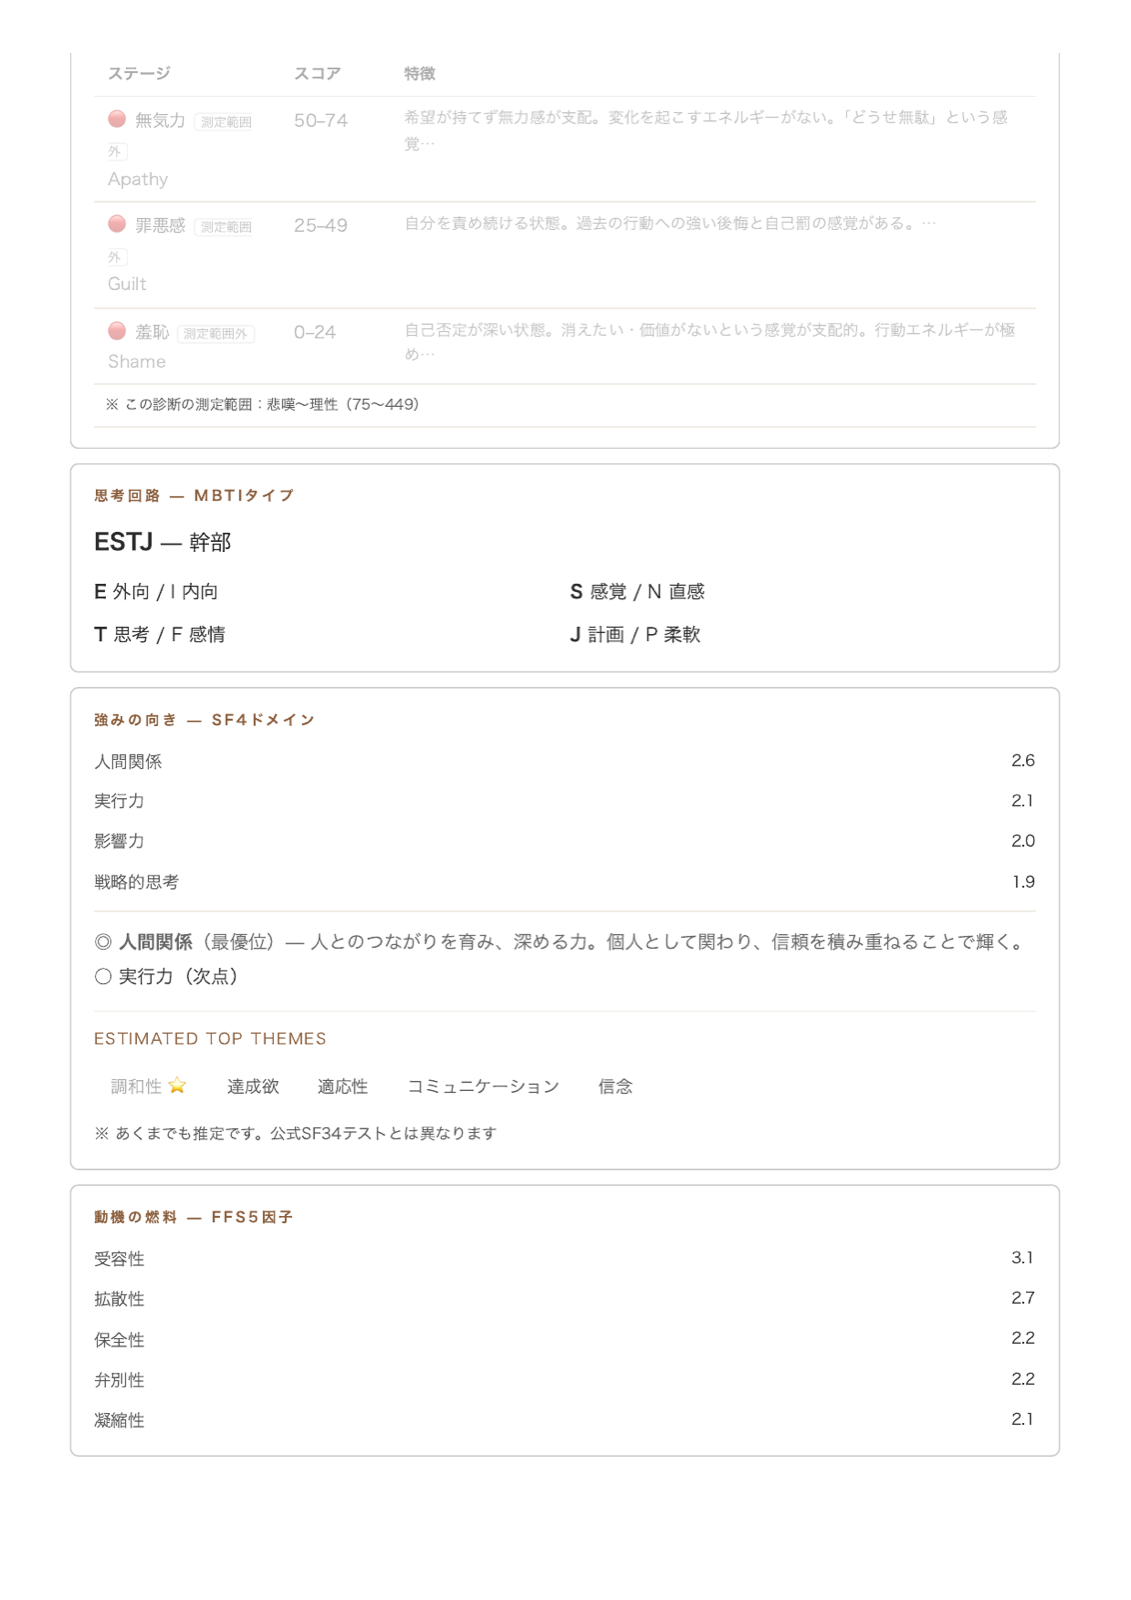 ステージ スコア 特徴
🔴 無気力 測定範囲 50–74 希望が持てず無力感が支配。変化を起こすエネルギーがない。「どうせ無駄」という感
外 覚…
Apathy
🔴 罪悪感 測定範囲 25–49 自分を責め続ける状態。過去の行動への強い後悔と自己罰の感覚がある。…
外
Guilt
🔴 羞恥 測定範囲外 0–24 自己否定が深い状態。消えたい・価値がないという感覚が支配的。行動エネルギーが極
Shame め…
※ この診断の測定範囲：悲嘆〜理性（75〜449）
思考回路 — MBTIタイプ
ESTJ — 幹部
E 外向 / I 内向 S 感覚 / N 直感
T 思考 / F 感情 J 計画 / P 柔軟
強みの向き — SF4ドメイン
人間関係 2.6
実行力 2.1
影響力 2.0
戦略的思考 1.9
◎ 人間関係（最優位）— 人とのつながりを育み、深める力。個人として関わり、信頼を積み重ねることで輝く。
○ 実行力（次点）
ESTIMATED TOP THEMES
調和性⭐ 達成欲 適応性 コミュニケーション 信念
※ あくまでも推定です。公式SF34テストとは異なります
動機の燃料 — FFS5因子
受容性 3.1
拡散性 2.7
保全性 2.2
弁別性 2.2
凝縮性 2.1